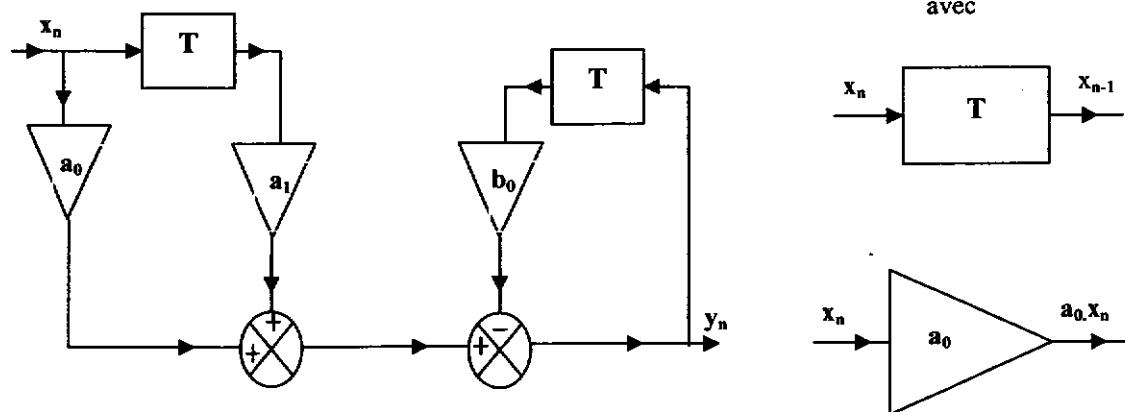 avec
xₙ
T
T
xₙ
T
xₙ₋₁
a₀
a₁
b₀
+
+
−
+
yₙ
xₙ
a₀
a₀.xₙ